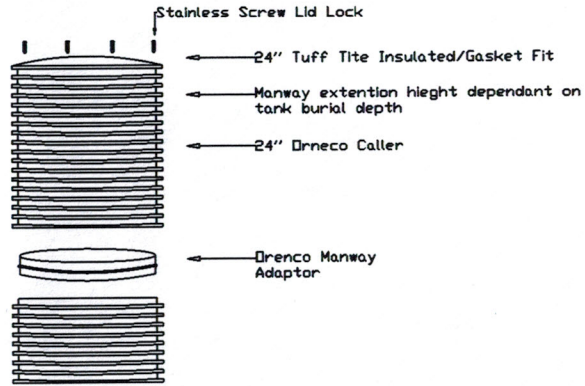 Stainless Screw Lid Lock
24" Tuff Tite Insulated/Gasket Fit
Manway extention hieght dependant on
tank burial depth
24" Orneco Caller
Orenco Manway
Adaptor